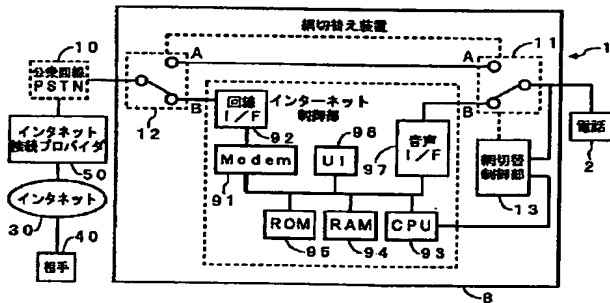 10
公衆回線
PSTN
インタネット
接続プロバイダ
50
インタネット
30
40
相手
網切替え装置
A
A
11
1
B
B
12
回線
I/F
インターネット
制御部
92
98
97
音声
I/F
Modem
UI
91
ROM
RAM
CPU
95
94
93
網切替
制御部
13
電話
2
8